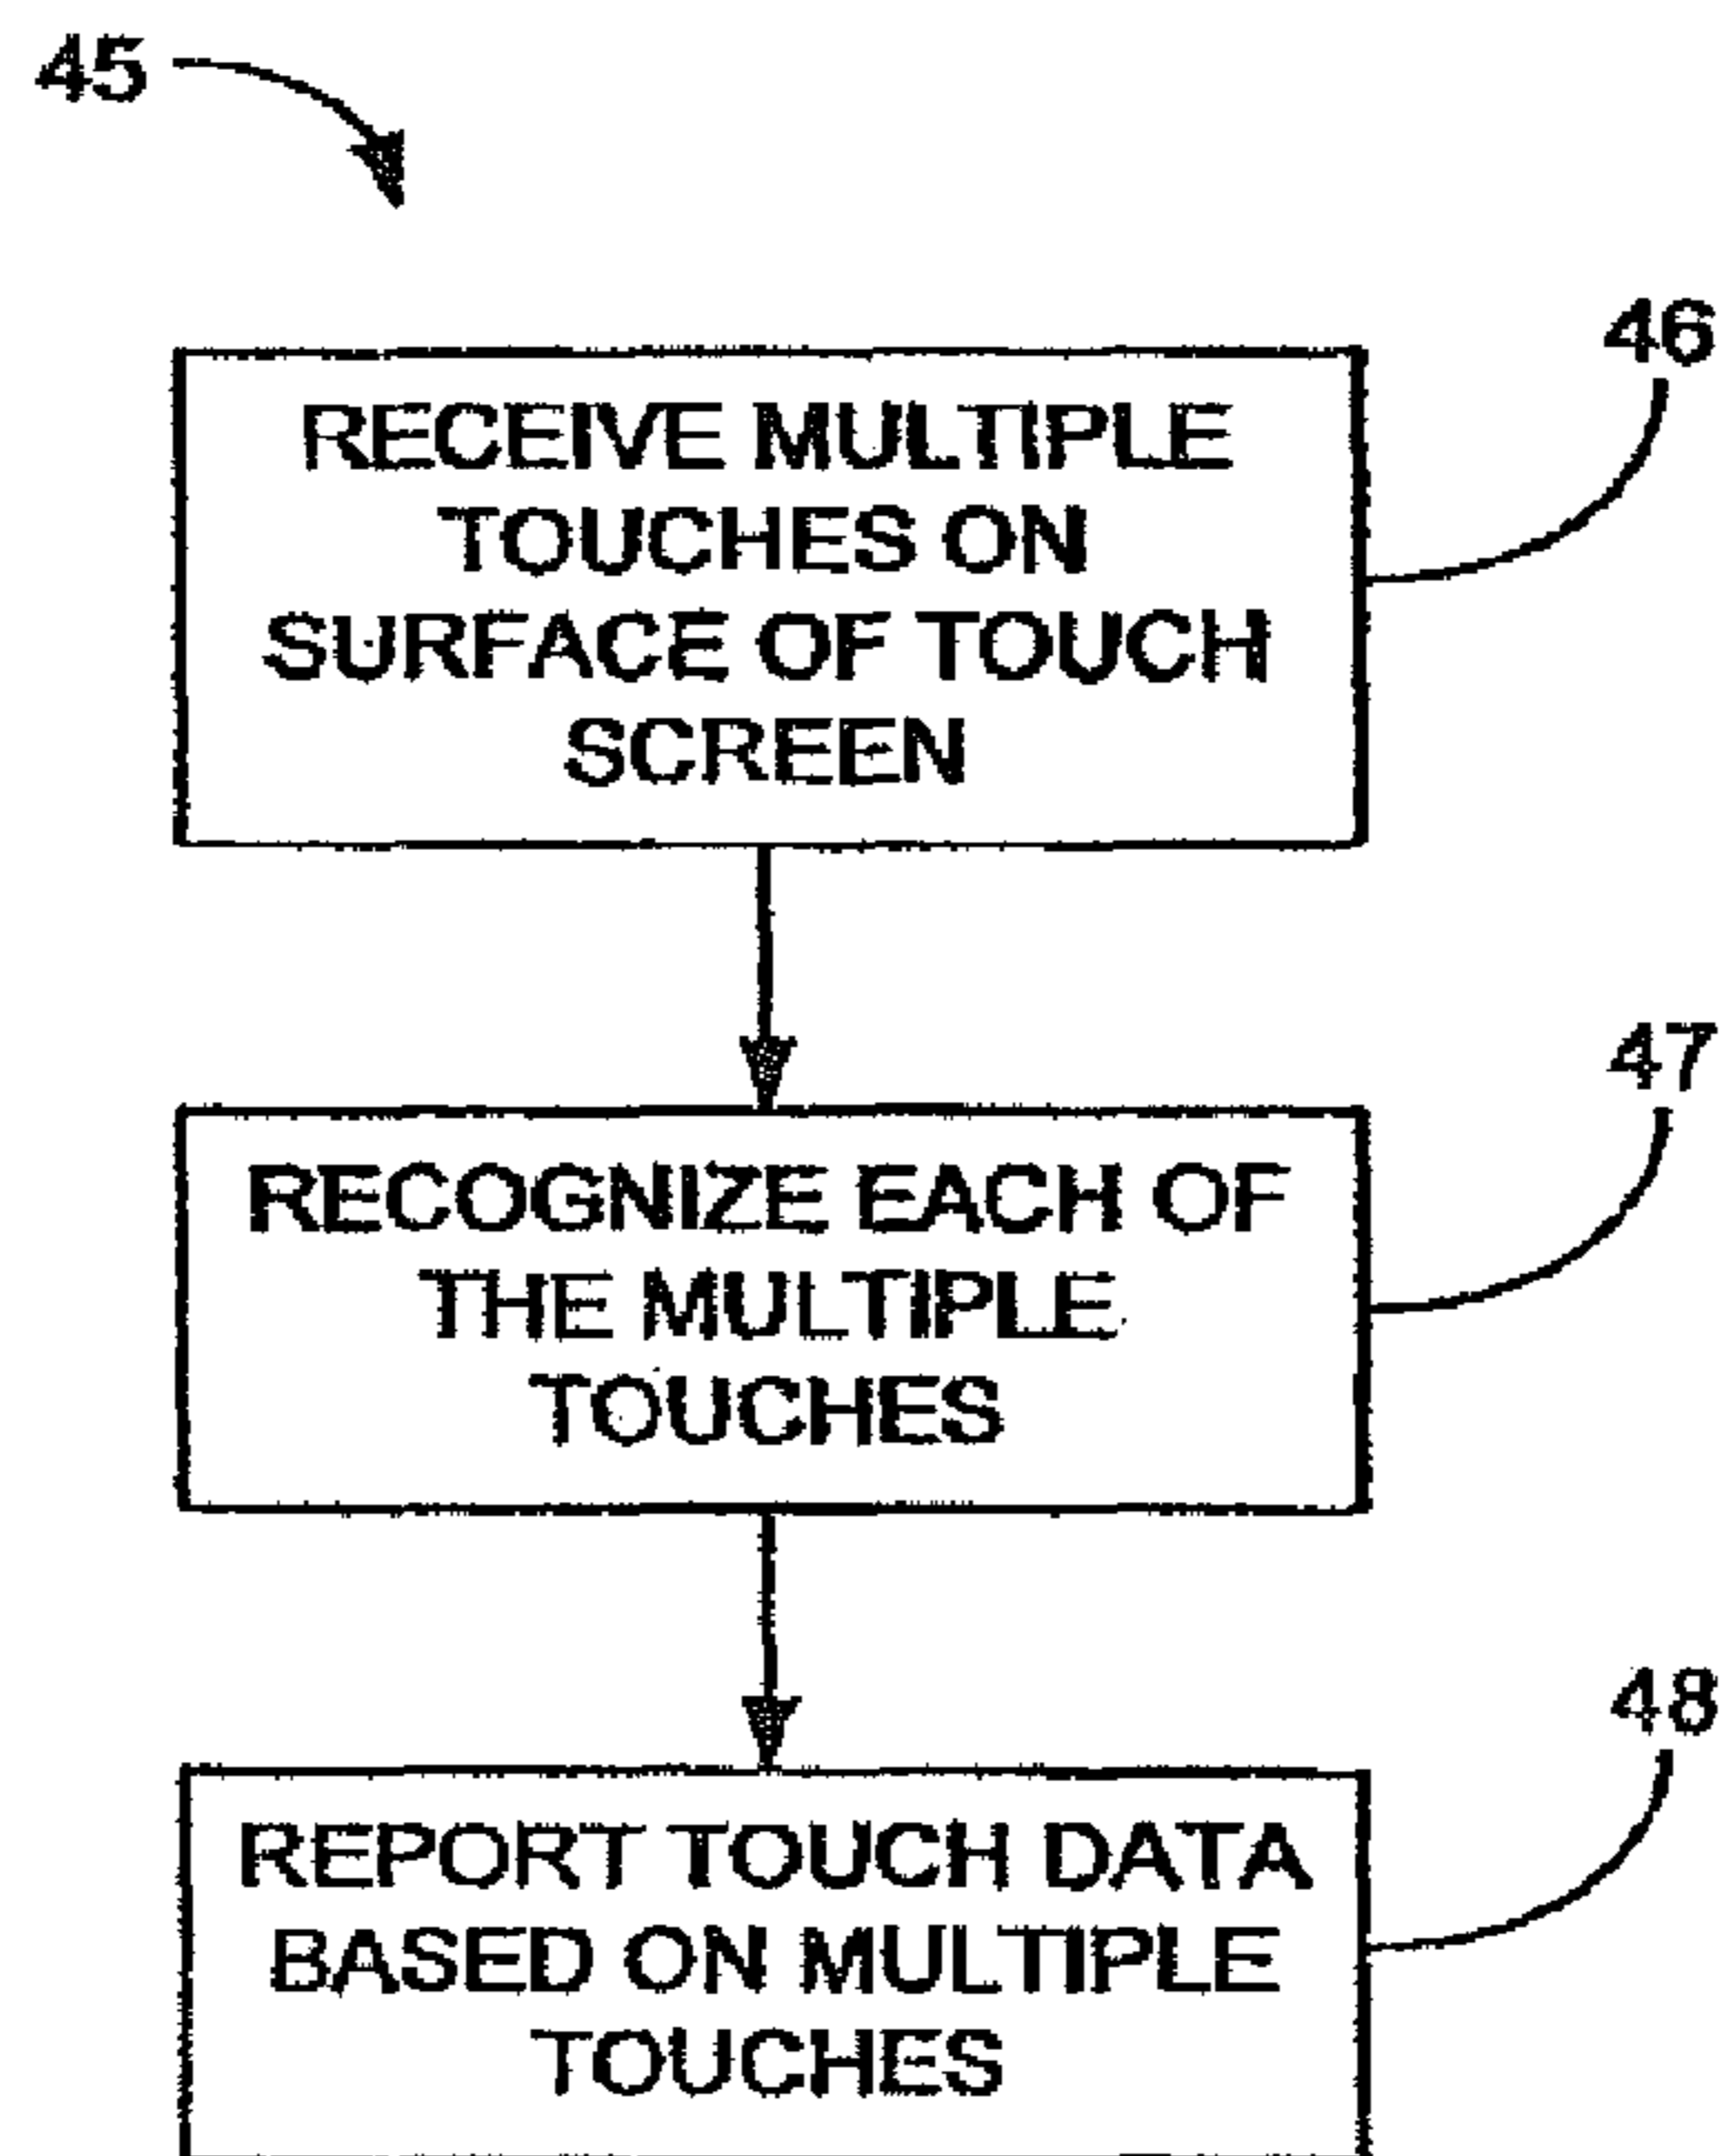 45
46
RECEIVE MULTIPLE
TOUCHES ON
SURFACE OF TOUCH
SCREEN
47
RECOGNIZE EACH OF
THE MULTIPLE
TOUCHES
48
REPORT TOUCH DATA
BASED ON MULTIPLE
TOUCHES